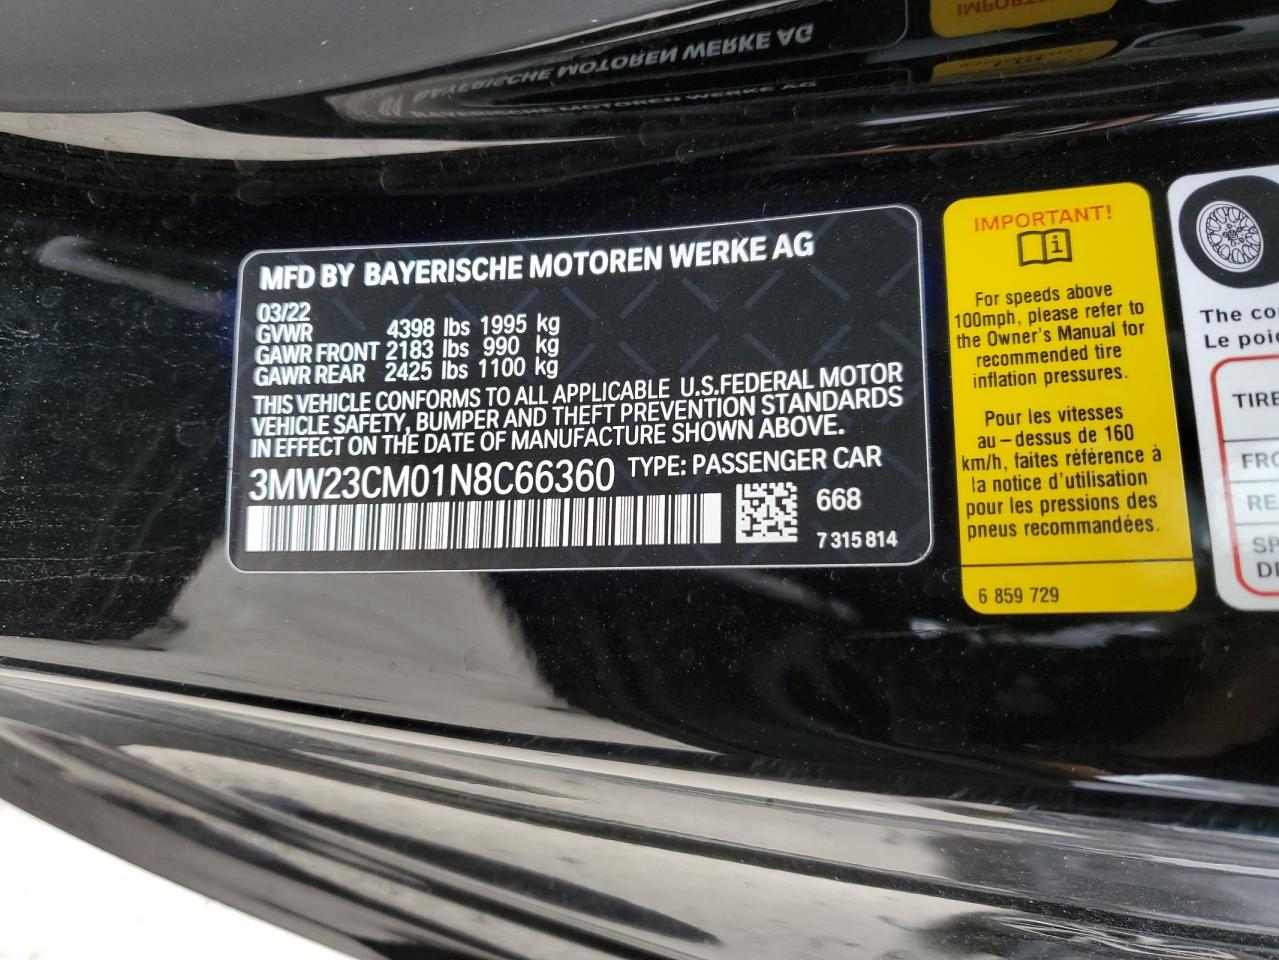 MFD BY BAYERISCHE MOTOREN WERKE AG
03/22
GVWR 4398 lbs 1995 kg
GAWR FRONT 2183 lbs 990 kg
GAWR REAR 2425 lbs 1100 kg
THIS VEHICLE CONFORMS TO ALL APPLICABLE U.S.FEDERAL MOTOR
VEHICLE SAFETY, BUMPER AND THEFT PREVENTION STANDARDS
IN EFFECT ON THE DATE OF MANUFACTURE SHOWN ABOVE.
3MW23CM01N8C66360 TYPE: PASSENGER CAR
668
7 315 814
IMPORTANT!
i
For speeds above
100mph, please refer to
the Owner's Manual for
recommended tire
inflation pressures.
Pour les vitesses
au-dessus de 160
km/h, faites référence à
la notice d'utilisation
pour les pressions des
pneus recommandées.
6 859 729
The
Le
TIRE